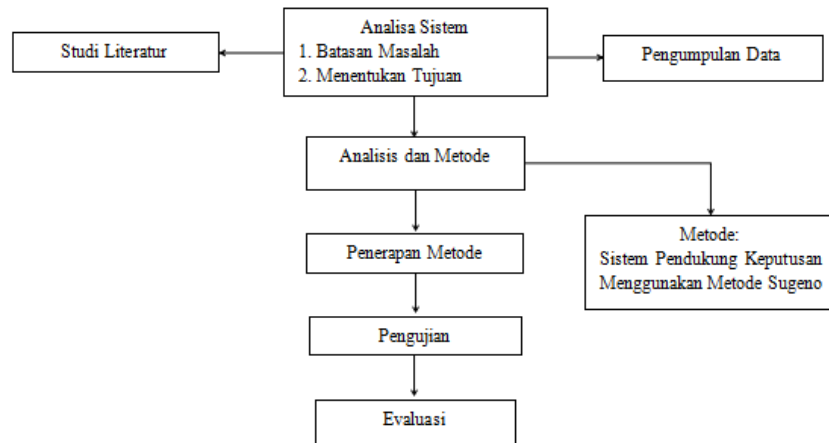 Analisa Sistem
1. Batasan Masalah
2. Menentukan Tujuan
Studi Literatur
Pengumpulan Data
Analisis dan Metode
Metode:
Sistem Pendukung Keputusan
Menggunakan Metode Sugeno
Penerapan Metode
Pengujian
Evaluasi